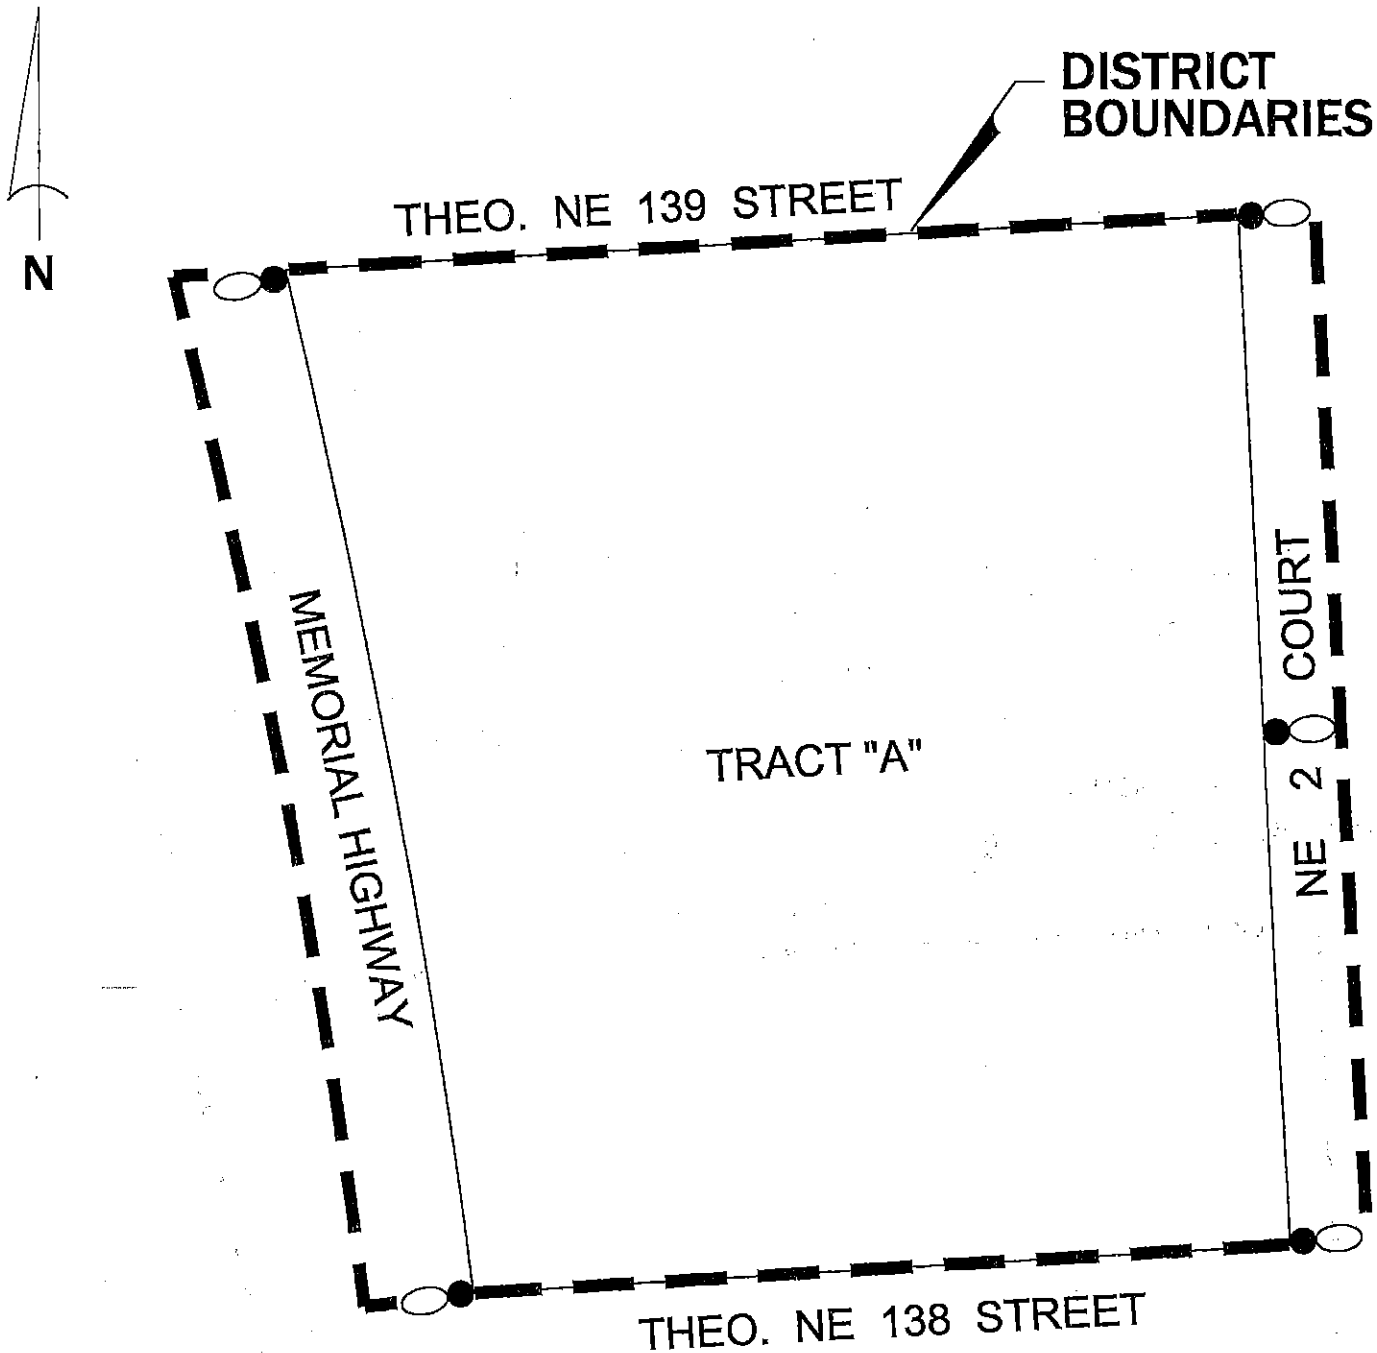 DISTRICT
BOUNDARIES
THEO. NE 139 STREET
N
MEMORIAL HIGHWAY
TRACT "A"
NE 2 COURT
THEO. NE 138 STREET